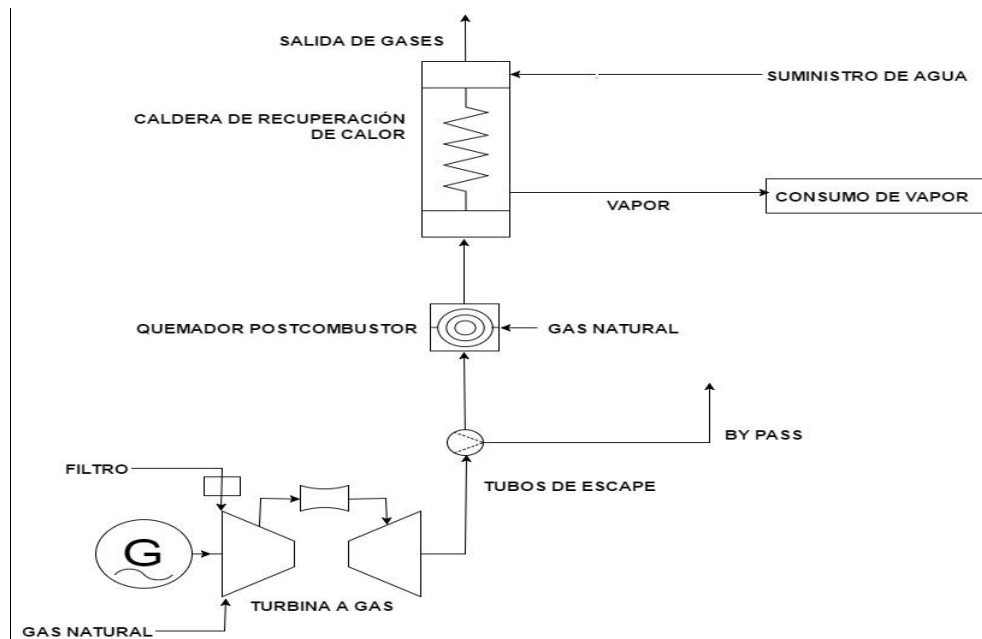 SALIDA DE GASES
SUMINISTRO DE AGUA
CALDERA DE RECUPERACIÓN
DE CALOR
VAPOR
CONSUMO DE VAPOR
QUEMADOR POSTCOMBUSTOR
GAS NATURAL
BY PASS
FILTRO
TUBOS DE ESCAPE
G
TURBINA A GAS
GAS NATURAL